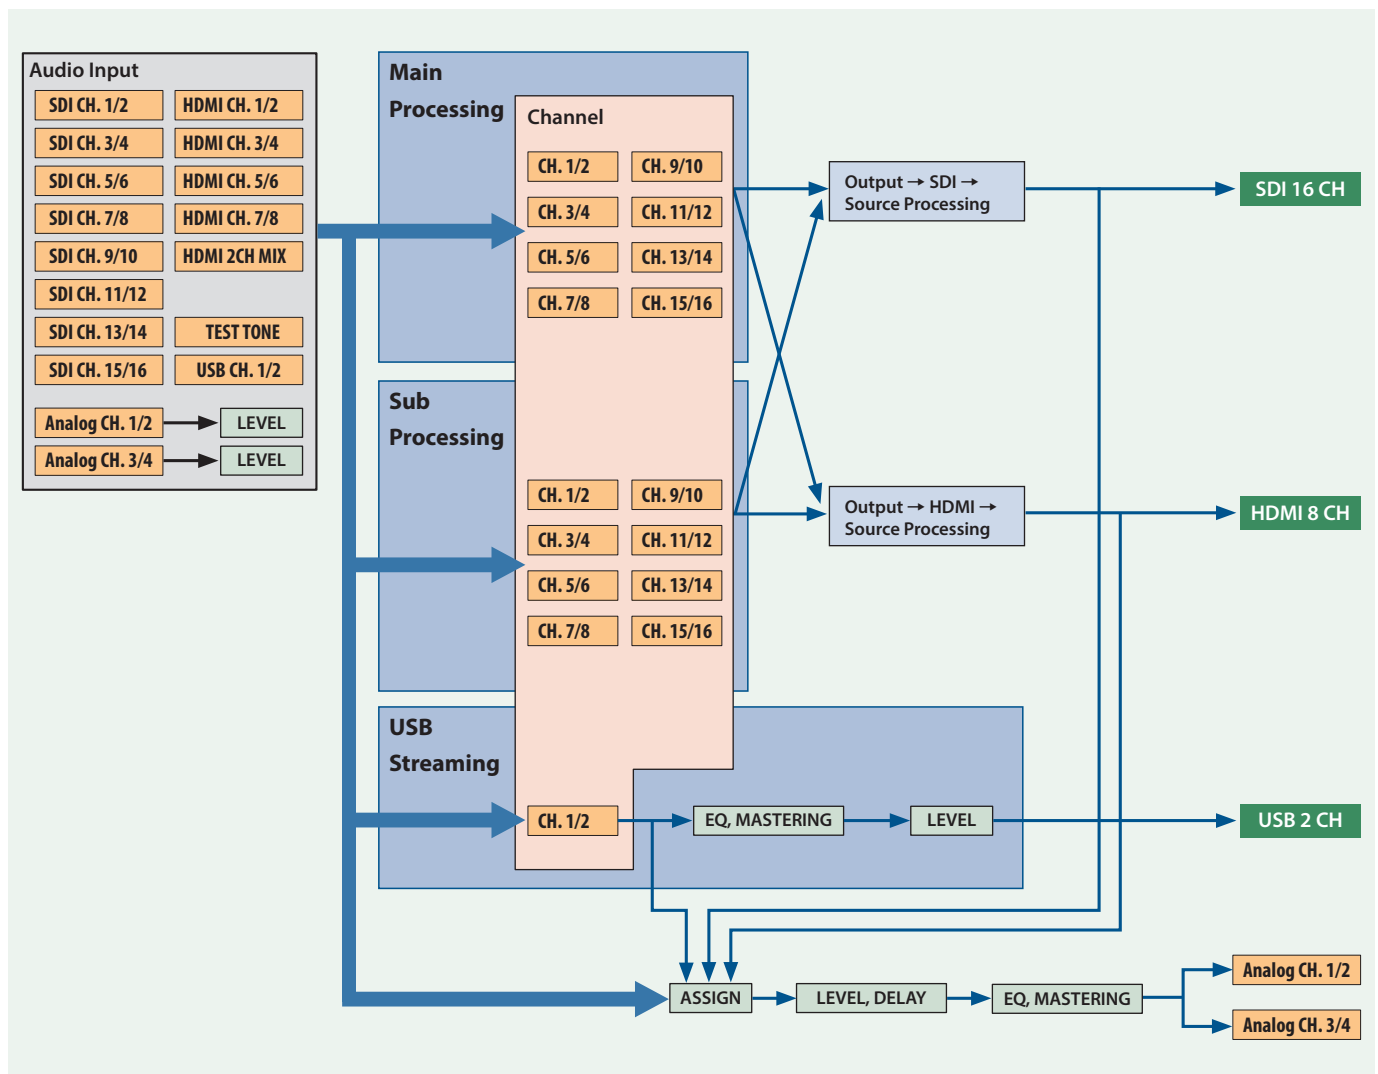 Audio Input
SDI CH. 1/2
HDMI CH. 1/2
SDI CH. 3/4
HDMI CH. 3/4
SDI CH. 5/6
HDMI CH. 5/6
SDI CH. 7/8
HDMI CH. 7/8
SDI CH. 9/10
HDMI 2CH MIX
SDI CH. 11/12
SDI CH. 13/14
TEST TONE
SDI CH. 15/16
USB CH. 1/2
Analog CH. 1/2
LEVEL
Analog CH. 3/4
LEVEL
Main
Processing
Channel
CH. 1/2
CH. 9/10
CH. 3/4
CH. 11/12
CH. 5/6
CH. 13/14
CH. 7/8
CH. 15/16
Output → SDI →
Source Processing
SDI 16 CH
Sub
Processing
CH. 1/2
CH. 9/10
CH. 3/4
CH. 11/12
CH. 5/6
CH. 13/14
CH. 7/8
CH. 15/16
Output → HDMI →
Source Processing
HDMI 8 CH
USB
Streaming
CH. 1/2
EQ, MASTERING
LEVEL
USB 2 CH
ASSIGN
LEVEL, DELAY
EQ, MASTERING
Analog CH. 1/2
Analog CH. 3/4